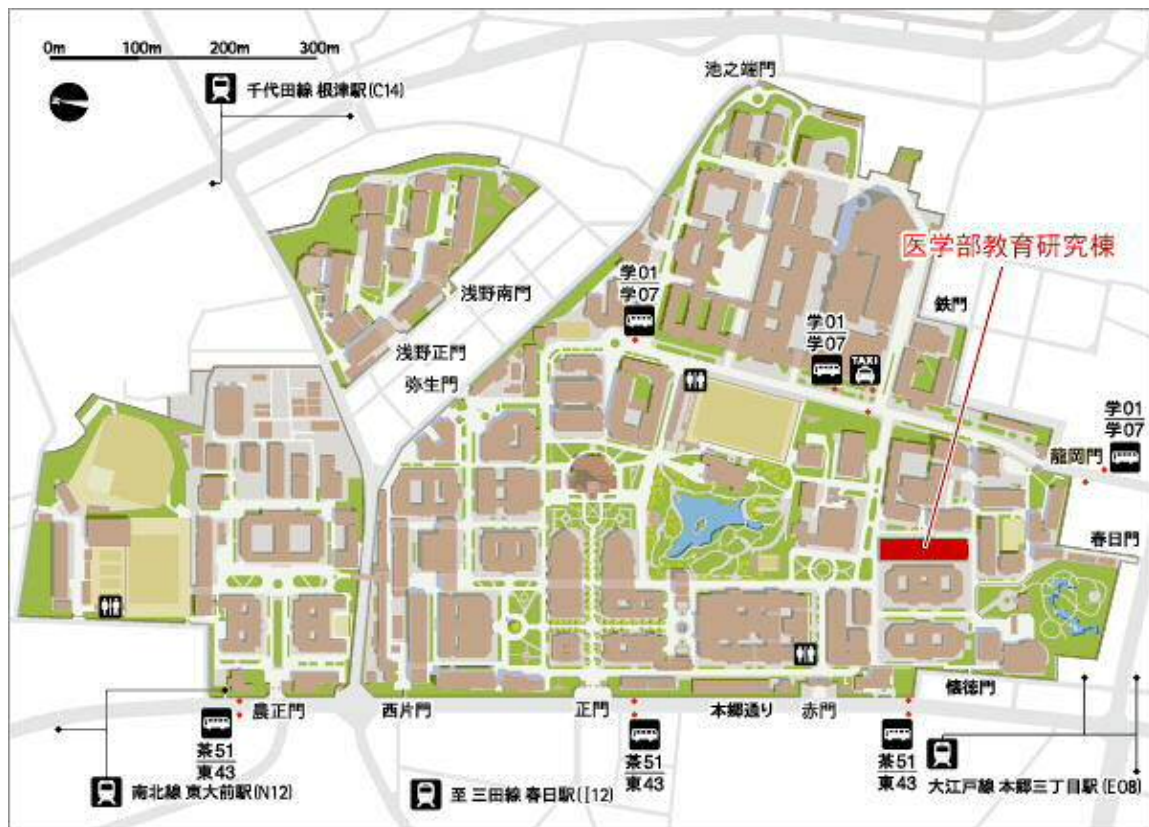 0m 100m 200m 300m
千代田線 根津駅(C14)
池之端門
医学部教育研究棟
学01
学07
浅野南門
鉄門
学01
学07
TAXI
浅野正門
弥生門
学01
学07
龍岡門
春日門
懐徳門
農正門
西片門
正門
本郷通り
赤門
茶51
東43
茶51
東43
茶51
東43
南北線 東大前駅(N12)
至 三田線 春日駅(I12)
大江戸線 本郷三丁目駅(E08)